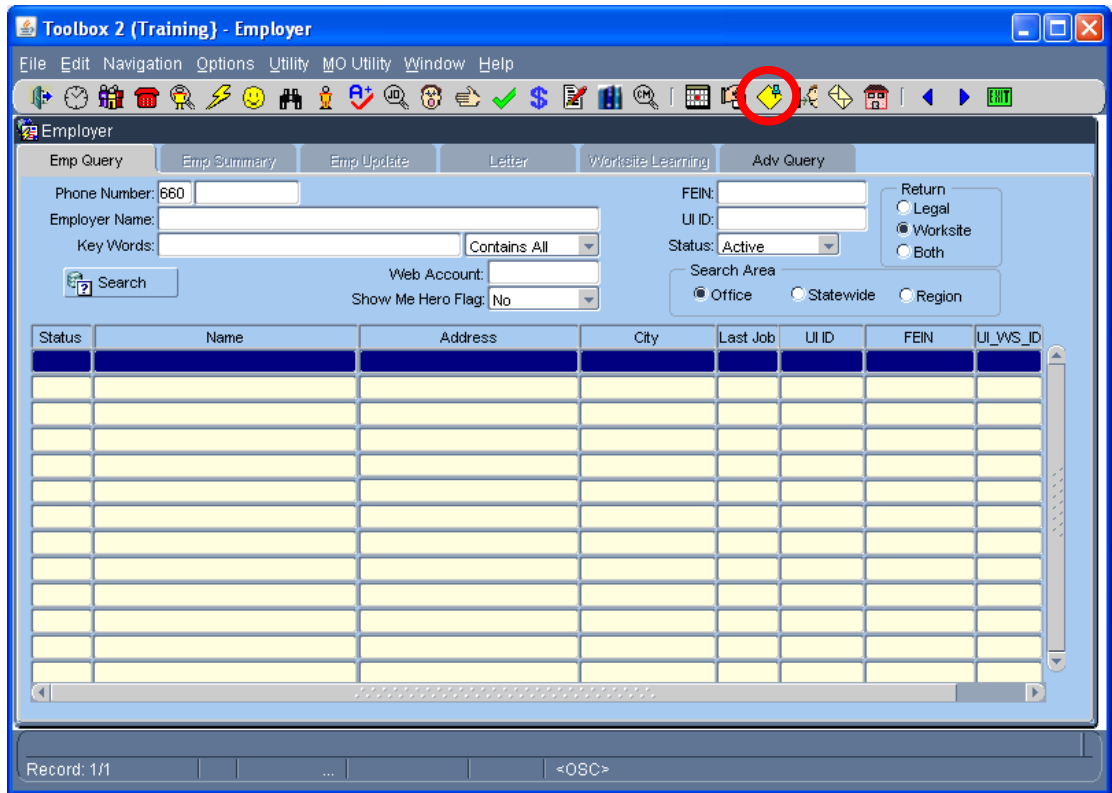 Toolbox 2 (Training} - Employer
File Edit Navigation Options Utility MO Utility Window Help
A+ JO CM EXIT
Employer
Emp Query Emp Summary Emp Update Letter Worksite Learning Adv Query
Phone Number: 660 FEIN: Return
Legal
Employer Name: UI ID: Worksite
Key Words: Contains All Status: Active Both
Search Web Account: Search Area
Show Me Hero Flag: No Office Statewide Region
Status Name Address City Last Job UI ID FEIN UI_WS_ID
Record: 1/1 ... <OSC>